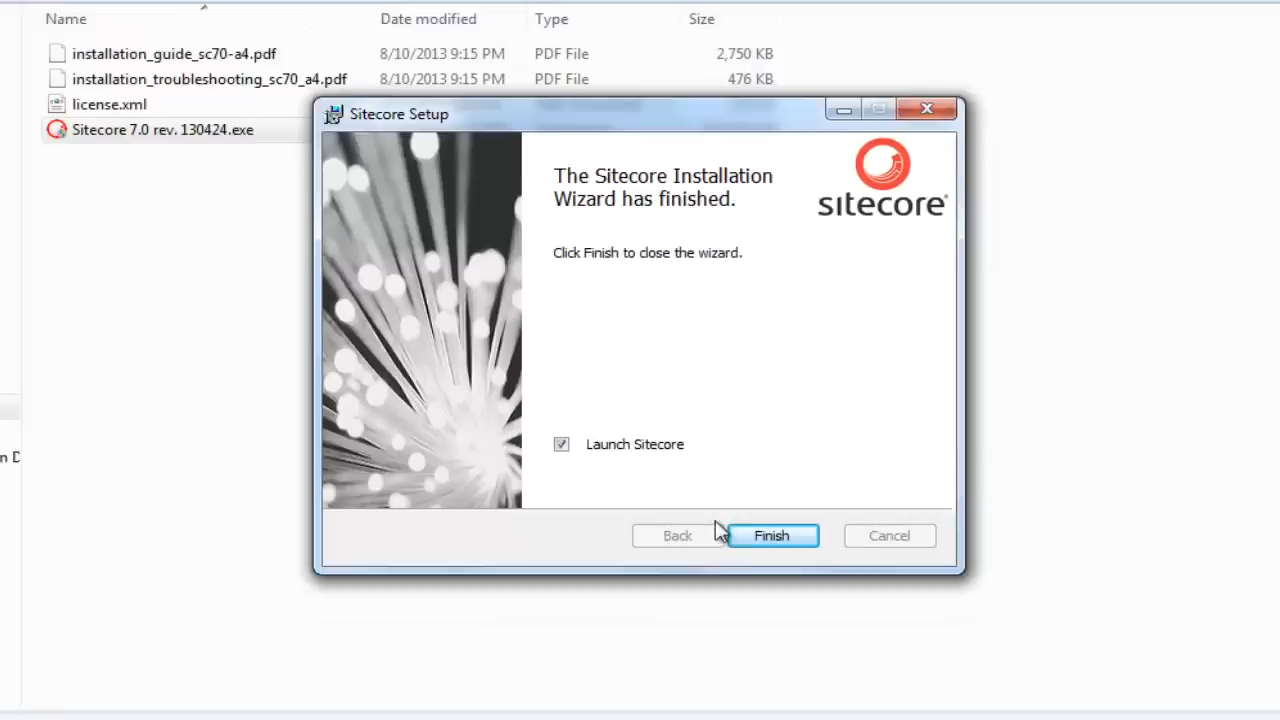 Name Date modified Type Size
installation_guide_sc70-a4.pdf 8/10/2013 9:15 PM PDF File 2,750 KB
installation_troubleshooting_sc70_a4.pdf 8/10/2013 9:15 PM PDF File 476 KB
license.xml
Sitecore 7.0 rev. 130424.exe
Sitecore Setup
sitecore
The Sitecore Installation
Wizard has finished.
Click Finish to close the wizard.
Launch Sitecore
n D
Back Finish Cancel